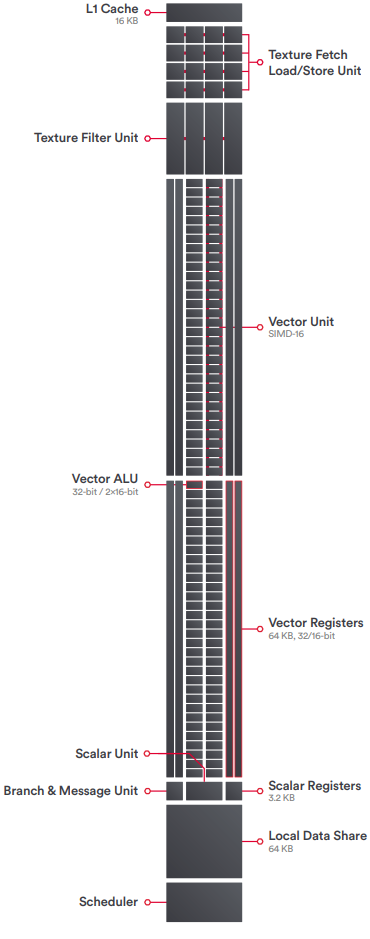 L1 Cache
16 KB
Texture Fetch
Load/Store Unit
Texture Filter Unit
Vector Unit
SIMD-16
Vector ALU
32-bit / 2×16-bit
Vector Registers
64 KB, 32/16-bit
Scalar Unit
Branch & Message Unit
Scalar Registers
3.2 KB
Local Data Share
64 KB
Scheduler